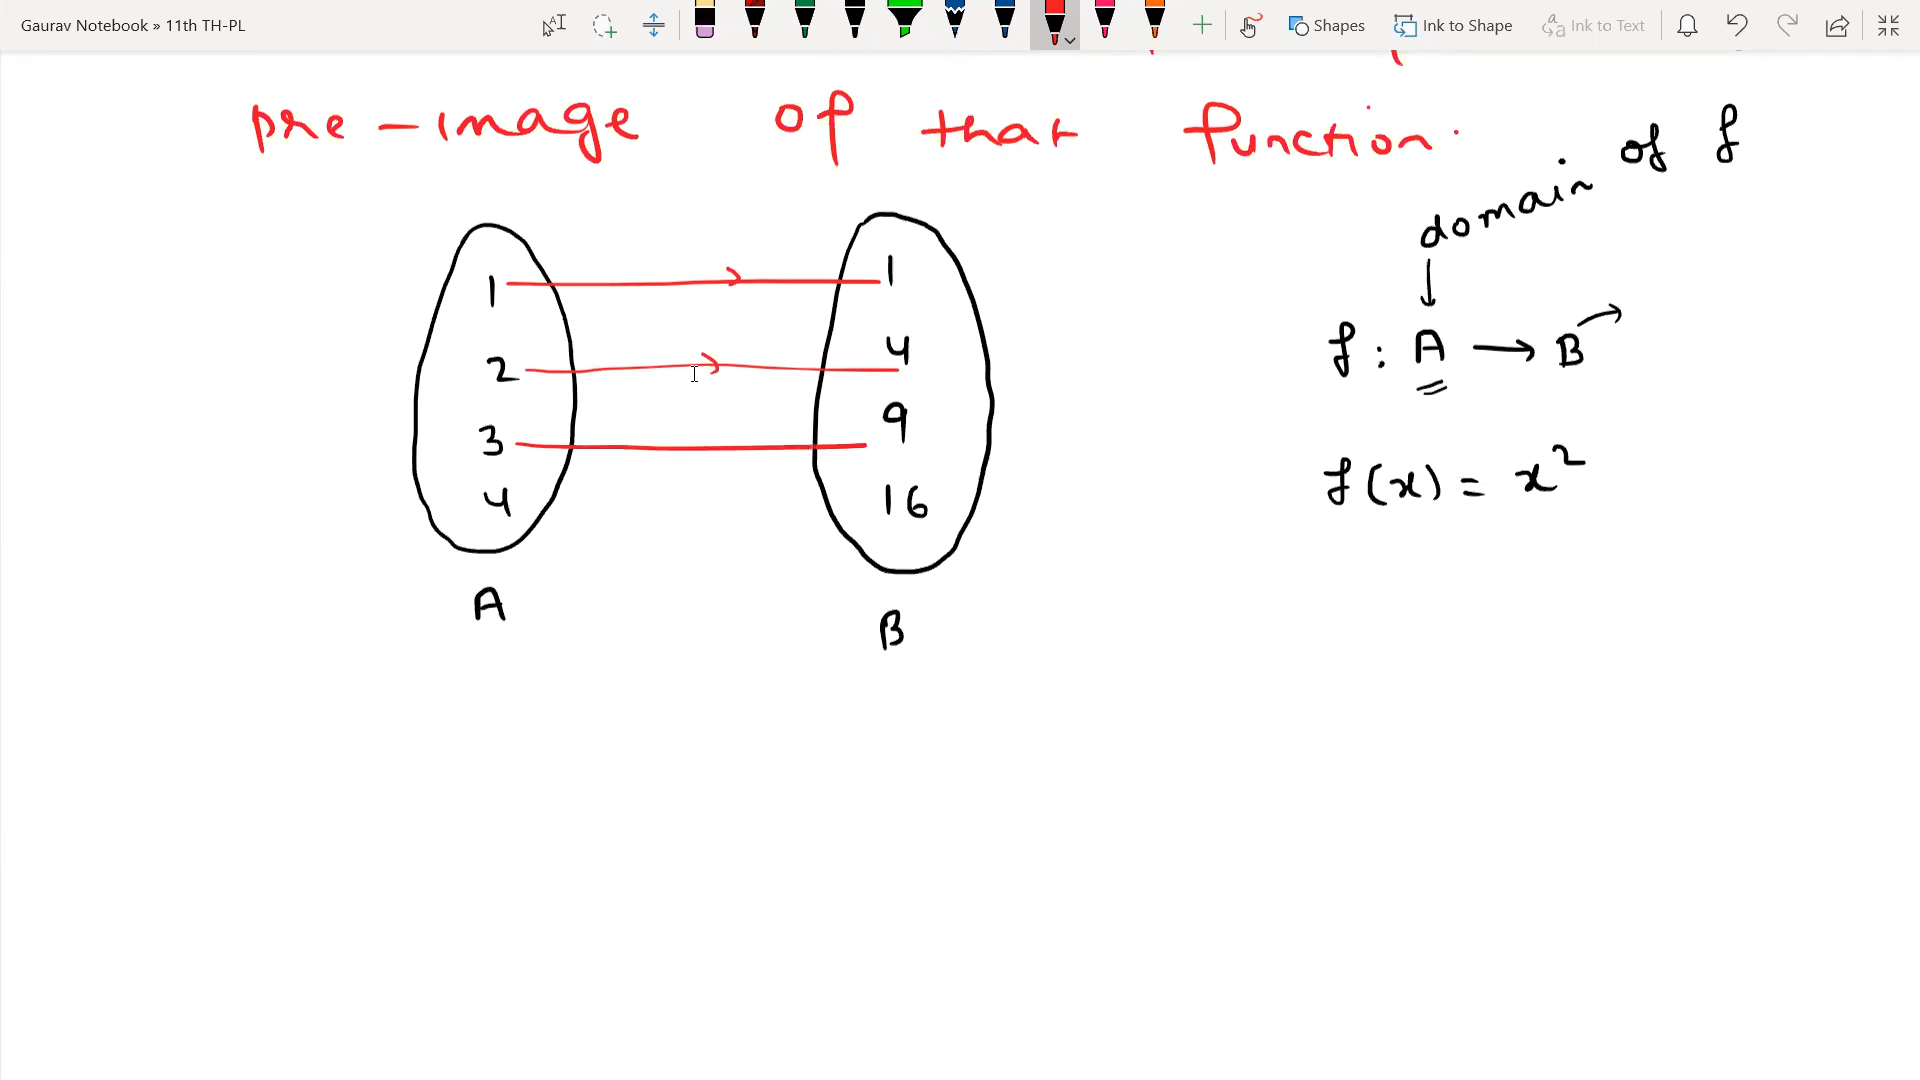 Gaurav Notebook » 11th TH-PL
Shapes
Ink to Shape
Ink to Text
pre-image of that function.
domain of f
1 1
2 4
3 9
4 16
A
B
f : A → B
f(x) = x²